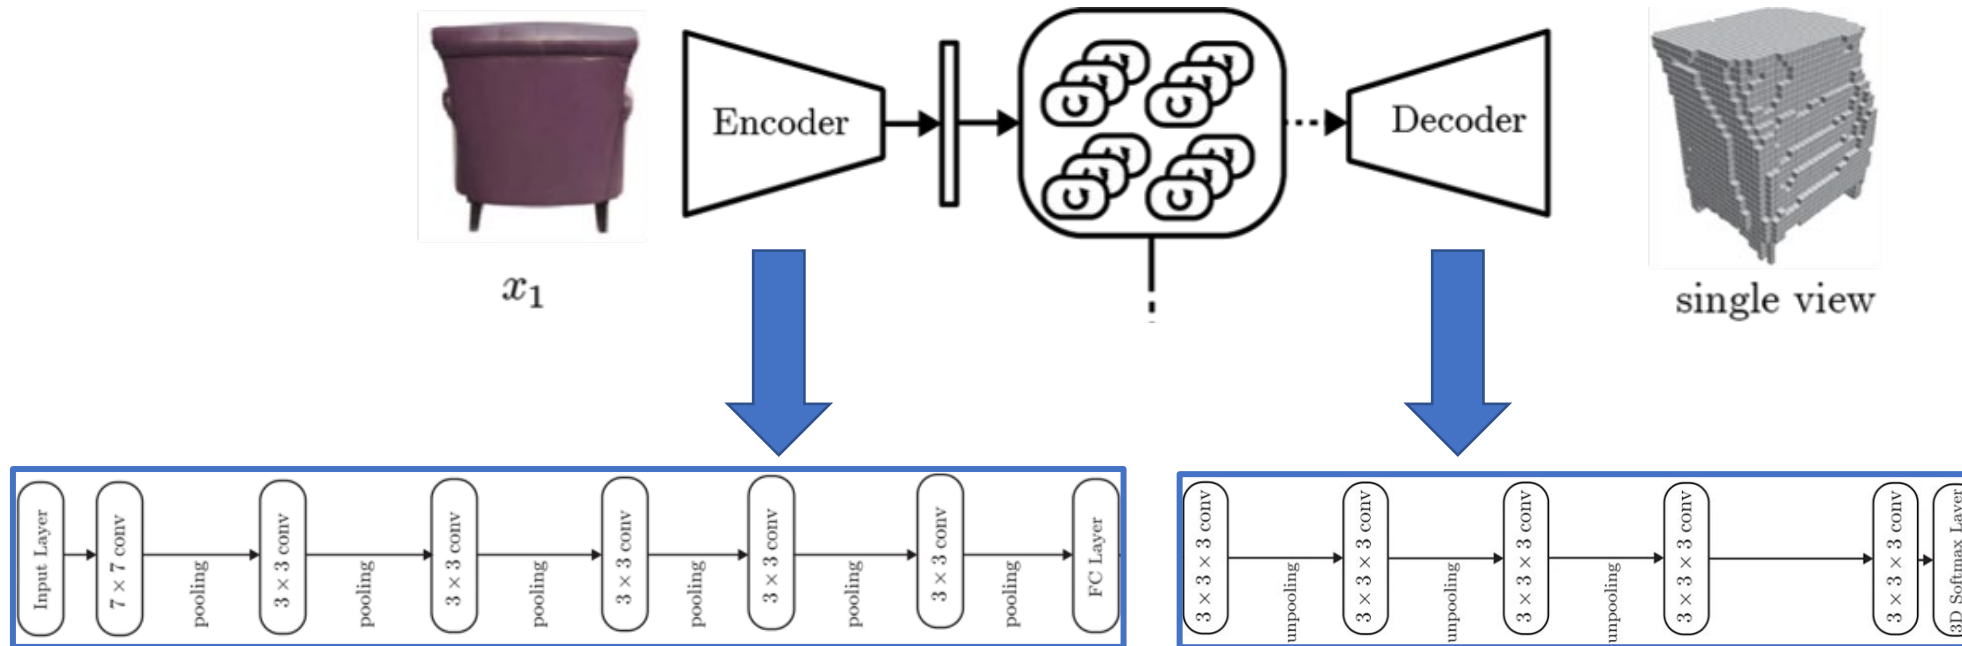 Encoder
Decoder
x₁
single view
Input Layer
7 × 7 conv
pooling
3 × 3 conv
pooling
3 × 3 conv
pooling
3 × 3 conv
pooling
3 × 3 conv
pooling
3 × 3 conv
pooling
FC Layer
3 × 3 × 3 conv
unpooling
3 × 3 × 3 conv
unpooling
3 × 3 × 3 conv
unpooling
3 × 3 × 3 conv
3 × 3 × 3 conv
3D Softmax Layer